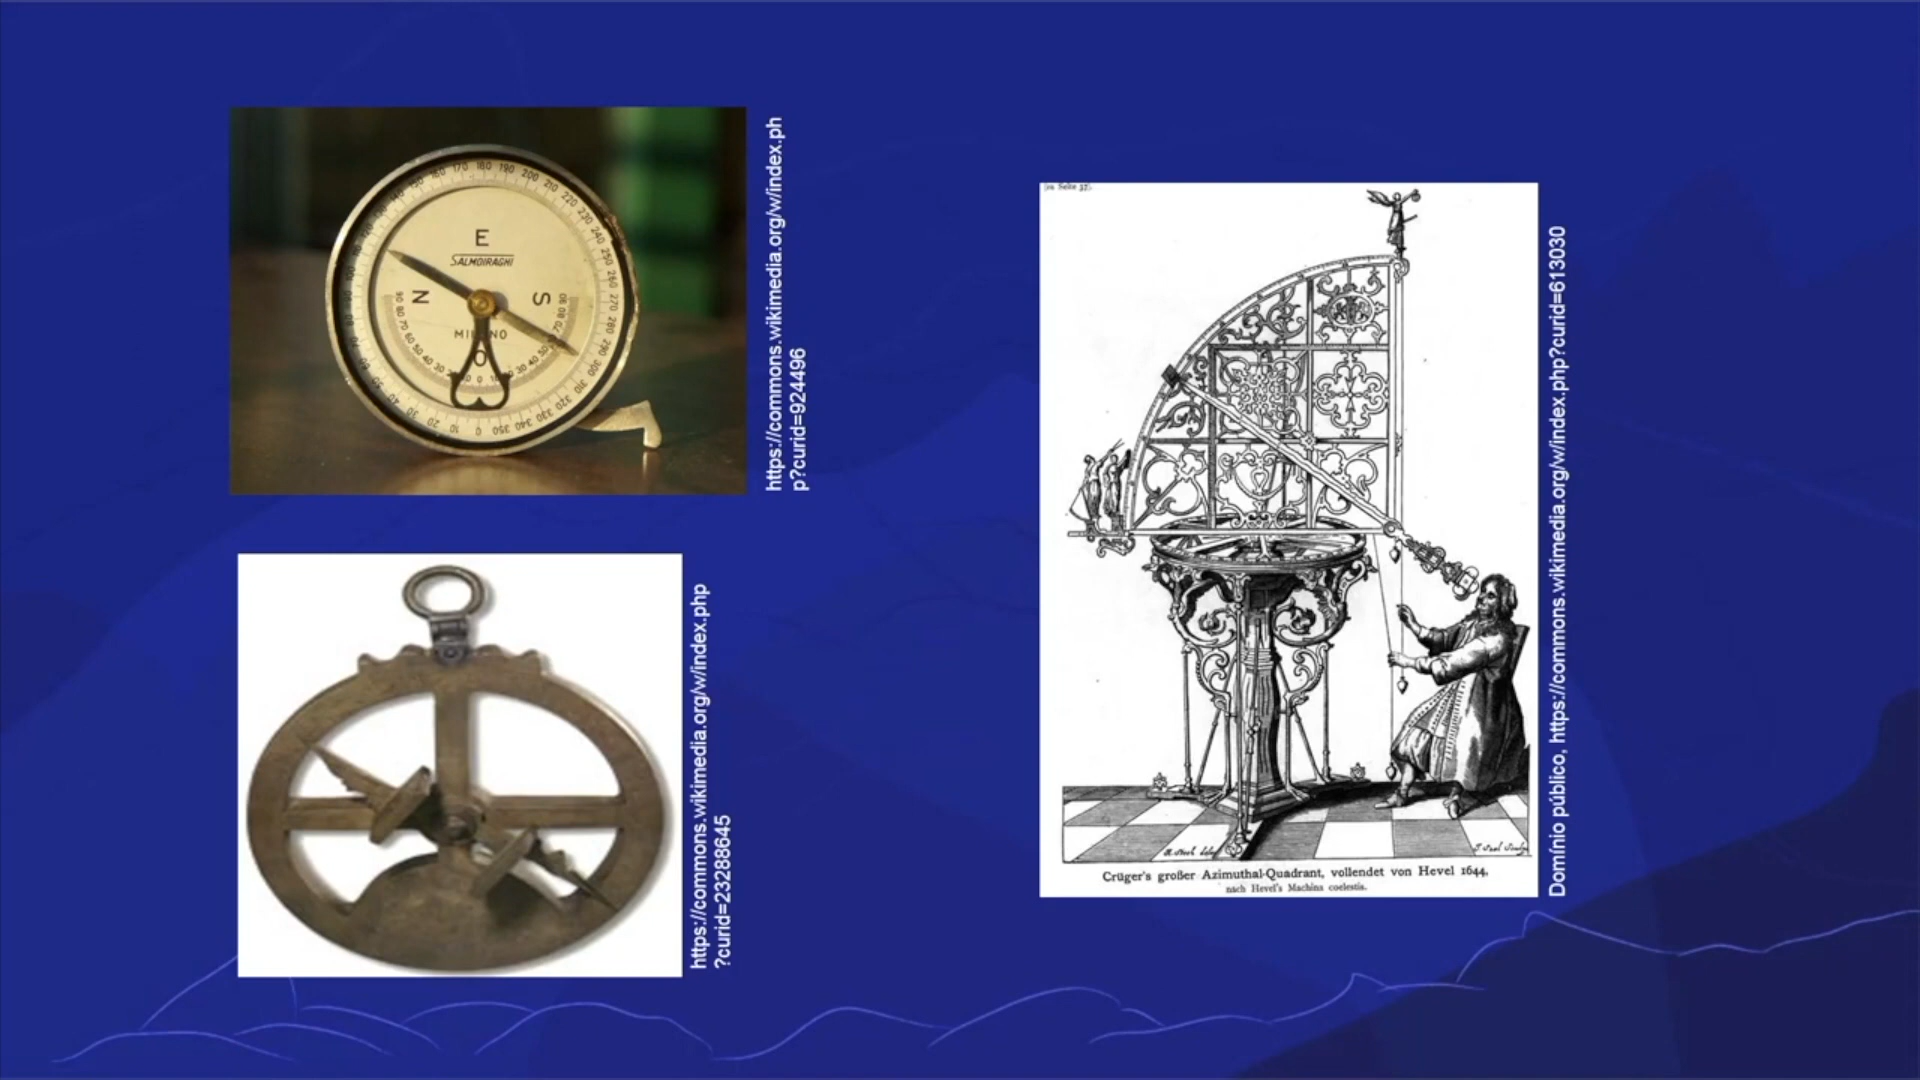 E
SALMOIRAGHI
N
S
MILANO
O
https://commons.wikimedia.org/w/index.ph
p?curid=924496
https://commons.wikimedia.org/w/index.php
?curid=23288645
Crüger's großer Azimuthal-Quadrant, vollendet von Hevel 1644,
nach Hevel's Machina coelestis.
Domínio público, https://commons.wikimedia.org/w/index.php?curid=613030